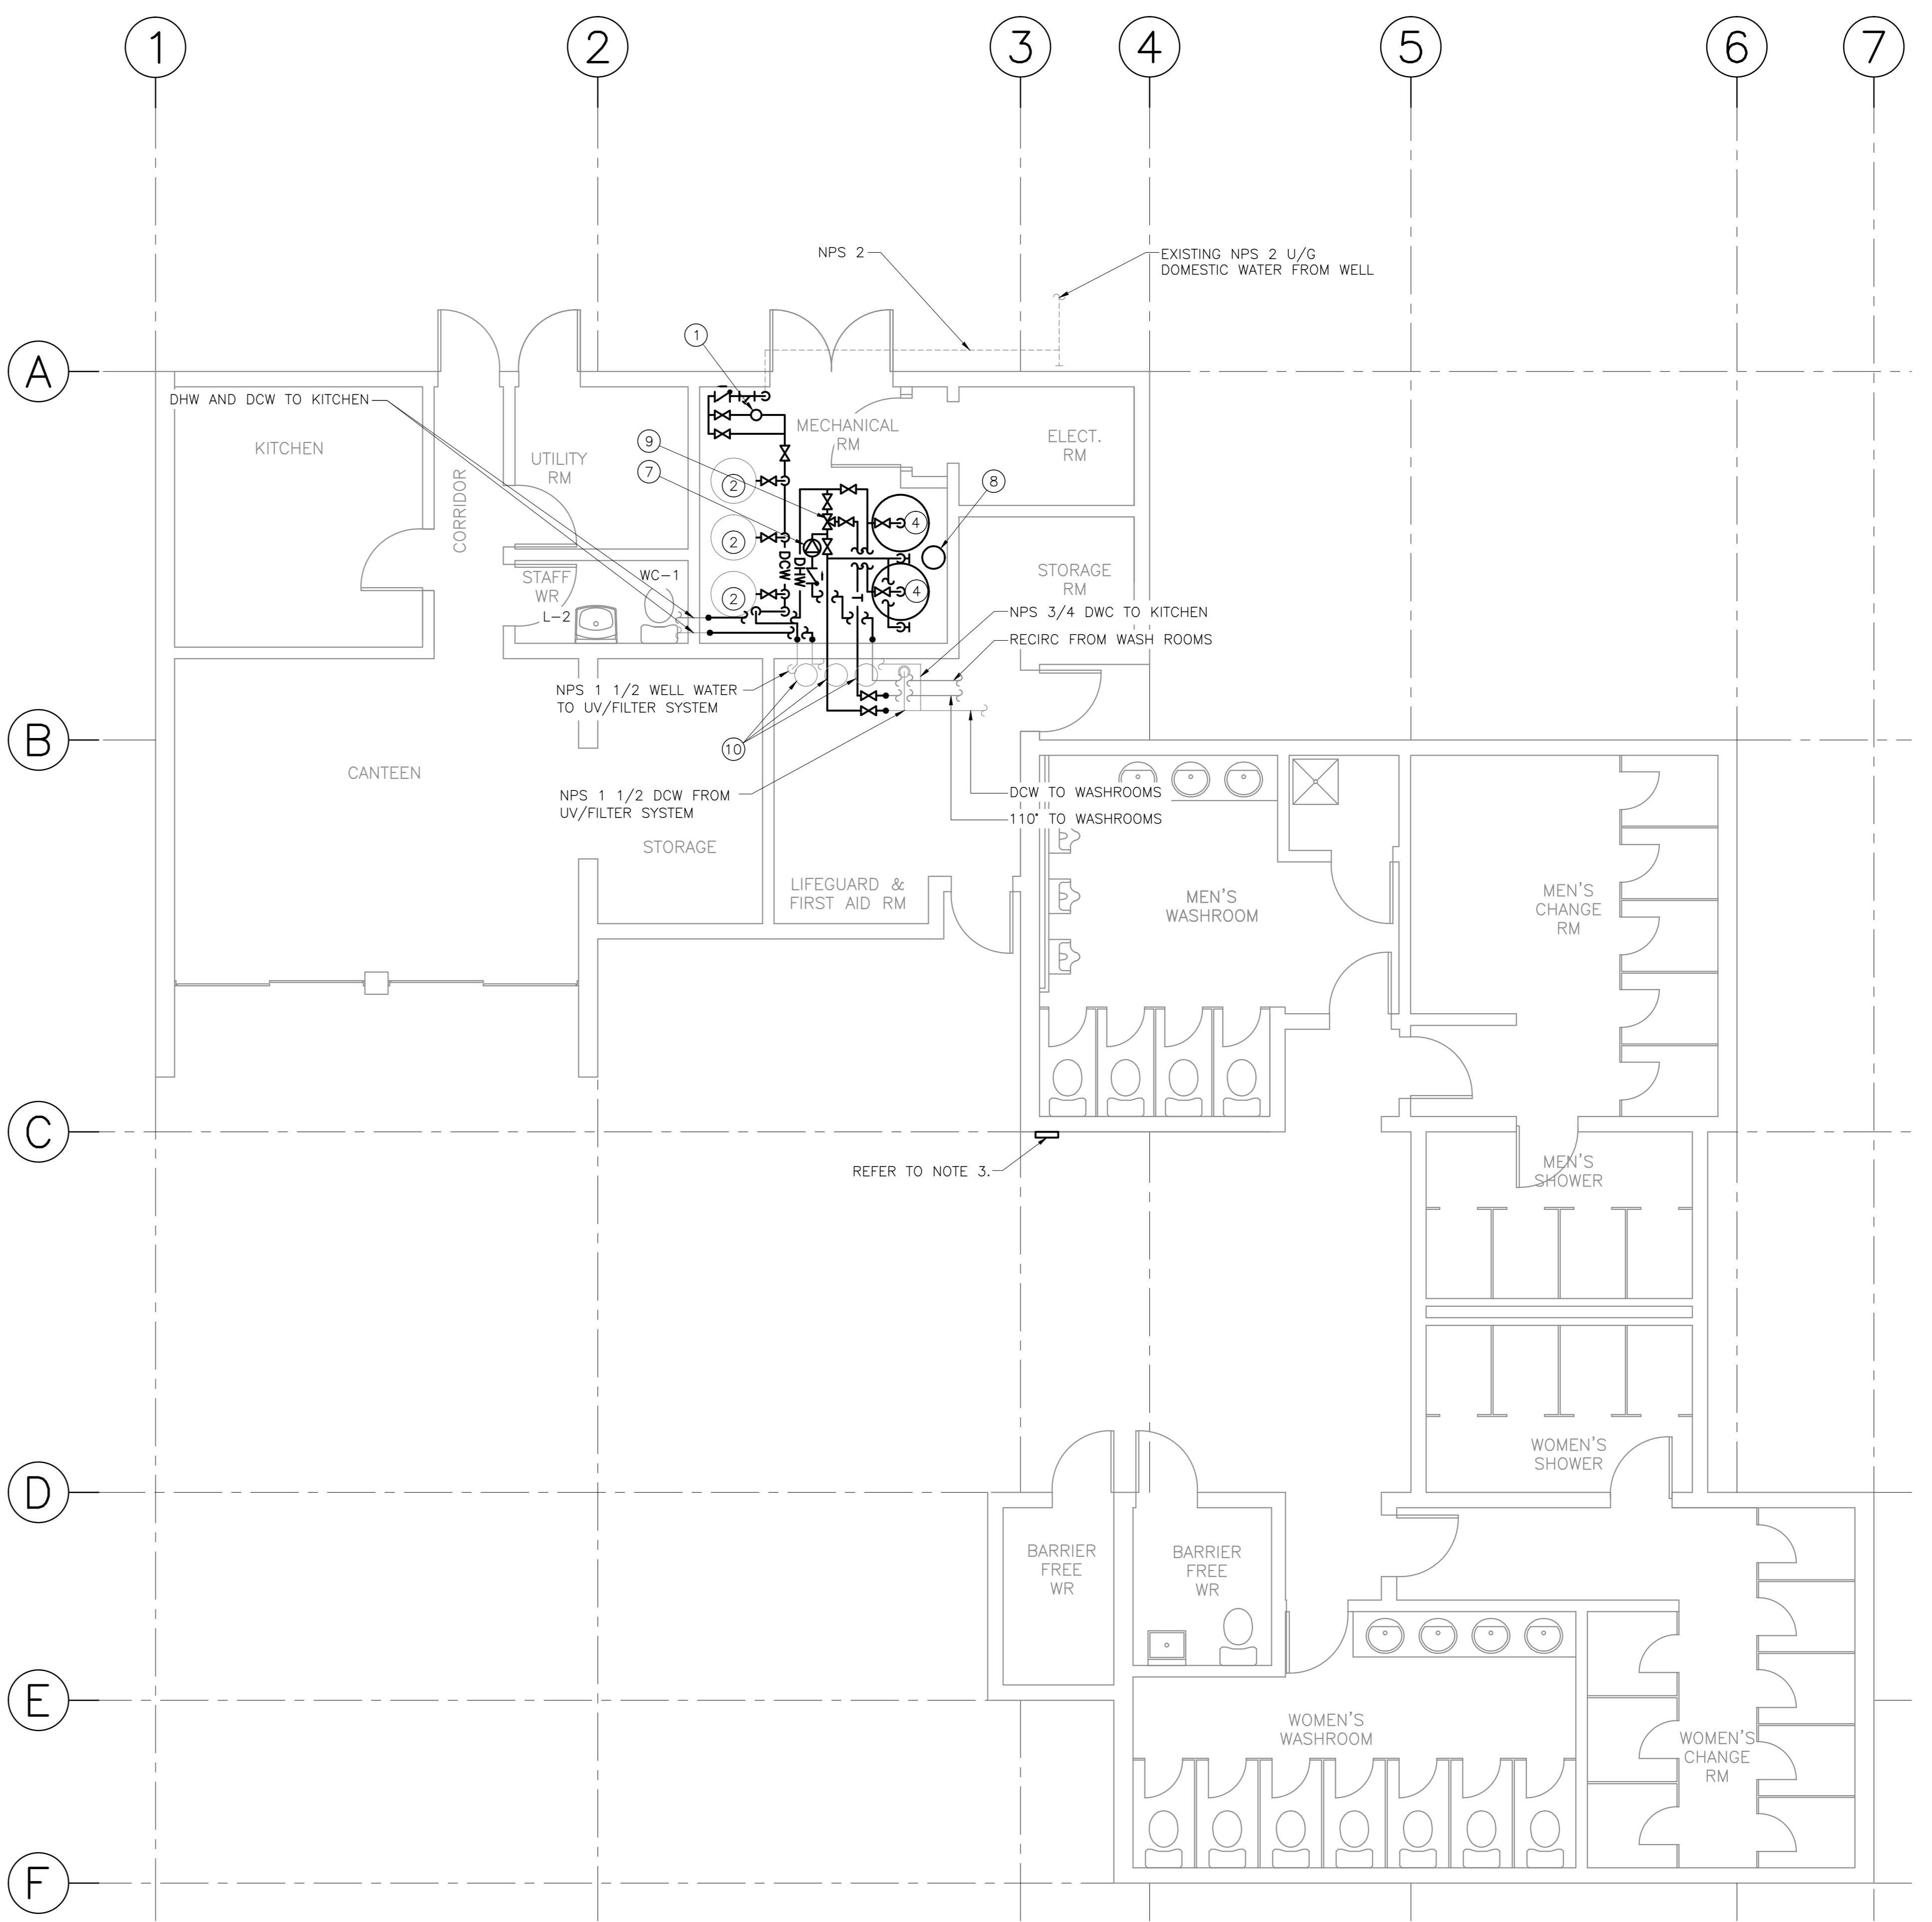 1
2
3
4
5
6
7
NPS 2
EXISTING NPS 2 U/G
DOMESTIC WATER FROM WELL
1
A
DHW AND DCW TO KITCHEN
KITCHEN
CORRIDOR
UTILITY
RM
MECHANICAL
RM
ELECT.
RM
9
7
8
2
2
2
4
4
DCW
DHW
T
STAFF
WR
WC-1
L-2
STORAGE
RM
NPS 3/4 DWC TO KITCHEN
RECIRC FROM WASH ROOMS
NPS 1 1/2 WELL WATER
TO UV/FILTER SYSTEM
10
B
CANTEEN
NPS 1 1/2 DCW FROM
UV/FILTER SYSTEM
DCW TO WASHROOMS
110° TO WASHROOMS
STORAGE
LIFEGUARD &
FIRST AID RM
MEN'S
WASHROOM
MEN'S
CHANGE
RM
C
REFER TO NOTE 3.
MEN'S
SHOWER
WOMEN'S
SHOWER
D
BARRIER
FREE
WR
BARRIER
FREE
WR
E
WOMEN'S
WASHROOM
WOMEN'S
CHANGE
RM
F